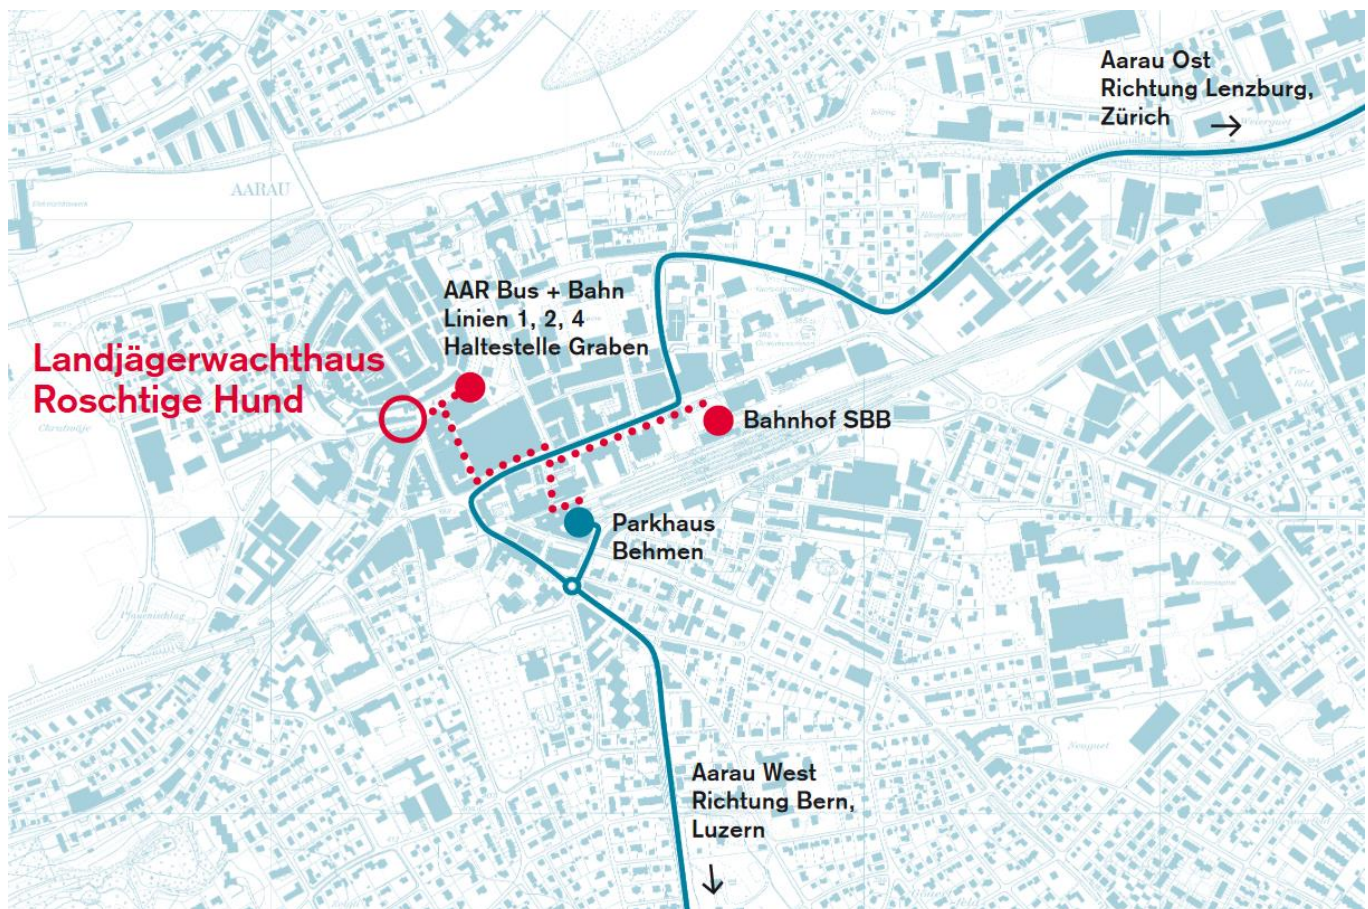 Aarau Ost
Richtung Lenzburg,
Zürich
AARAU
AAR Bus + Bahn
Linien 1, 2, 4
Haltestelle Graben
Landjägerwachthaus
Roschtige Hund
Bahnhof SBB
Parkhaus
Behmen
Aarau West
Richtung Bern,
Luzern